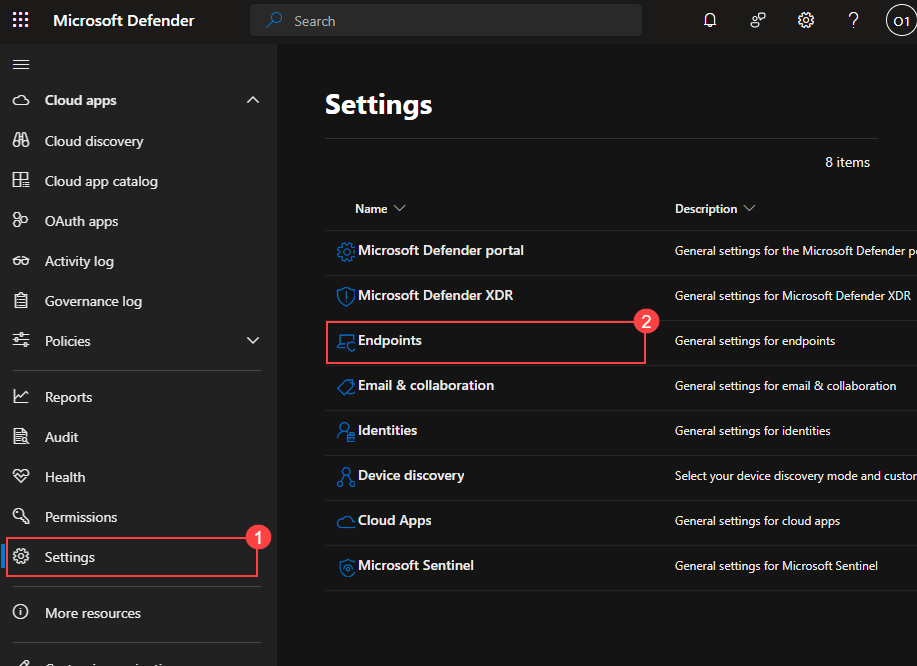 Microsoft Defender
Search
01
Cloud apps
Cloud discovery
Cloud app catalog
OAuth apps
Activity log
Governance log
Policies
Reports
Audit
Health
Permissions
1
Settings
More resources
Settings
8 items
Name Description
Microsoft Defender portal General settings for the Microsoft Defender
Microsoft Defender XDR General settings for Microsoft Defender XDR
2
Endpoints General settings for endpoints
Email & collaboration General settings for email & collaboration
Identities General settings for identities
Device discovery Select your device discovery mode and
Cloud Apps General settings for cloud apps
Microsoft Sentinel General settings for Microsoft Sentinel